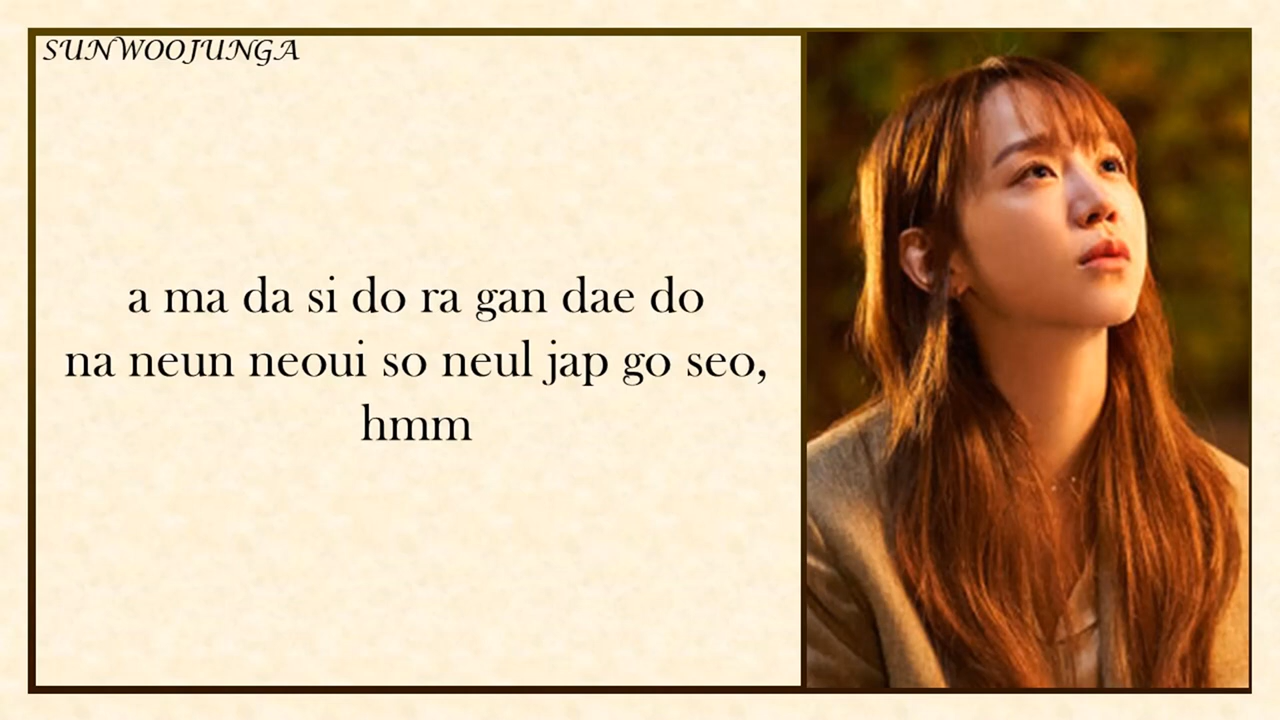 SUNWOOJUNGA
a ma da si do ra gan dae do
na neun neoui so neul jap go seo,
hmm